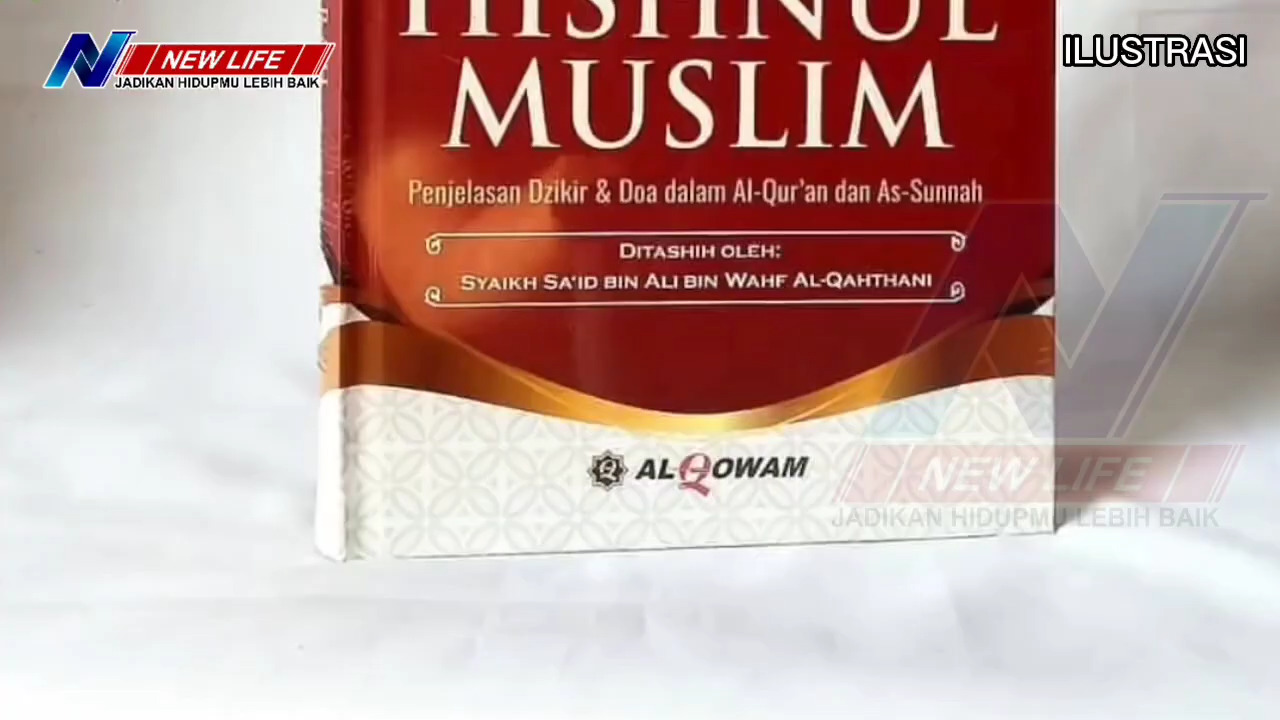 NEW LIFE
JADIKAN HIDUPMU LEBIH BAIK
ILUSTRASI
HISHNUL
MUSLIM
Penjelasan Dzikir & Doa dalam Al-Qur'an dan As-Sunnah
DITASHIH OLEH:
SYAIKH SA'ID BIN ALI BIN WAHF AL-QAHTHANI
ALQOWAM
NEW LIFE
JADIKAN HIDUPMU LEBIH BAIK